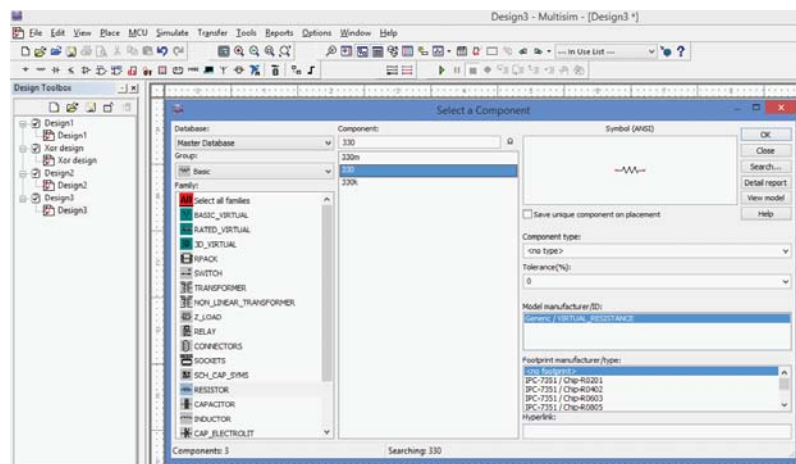 Design3 - Multisim - [Design3 *]
File Edit View Place MCU Simulate Transfer Tools Reports Options Window Help
--- In Use List ---
Design Toolbox
Design1
Design1
Xor design
Xor design
Design2
Design2
Design3
Design3
Select a Component
Database:
Master Database
Group:
Basic
Family:
All Select all families
BASIC_VIRTUAL
RATED_VIRTUAL
3D_VIRTUAL
RPACK
SWITCH
TRANSFORMER
NON_LINEAR_TRANSFORMER
Z_LOAD
RELAY
CONNECTORS
SOCKETS
SCH_CAP_SYMS
RESISTOR
CAPACITOR
INDUCTOR
CAP_ELECTROLIT
Component:
330
330m
330
330k
Symbol (ANSI)
Save unique component on placement
Component type:
<no type>
Tolerance(%):
0
Model manufacturer/ID:
Generic / VIRTUAL_RESISTANCE
Footprint manufacturer/type:
<no footprint>
IPC-7351 / Chip-R0201
IPC-7351 / Chip-R0402
IPC-7351 / Chip-R0603
IPC-7351 / Chip-R0805
Hyperlink:
OK
Close
Search...
Detail report
View model
Help
Components: 3
Searching: 330